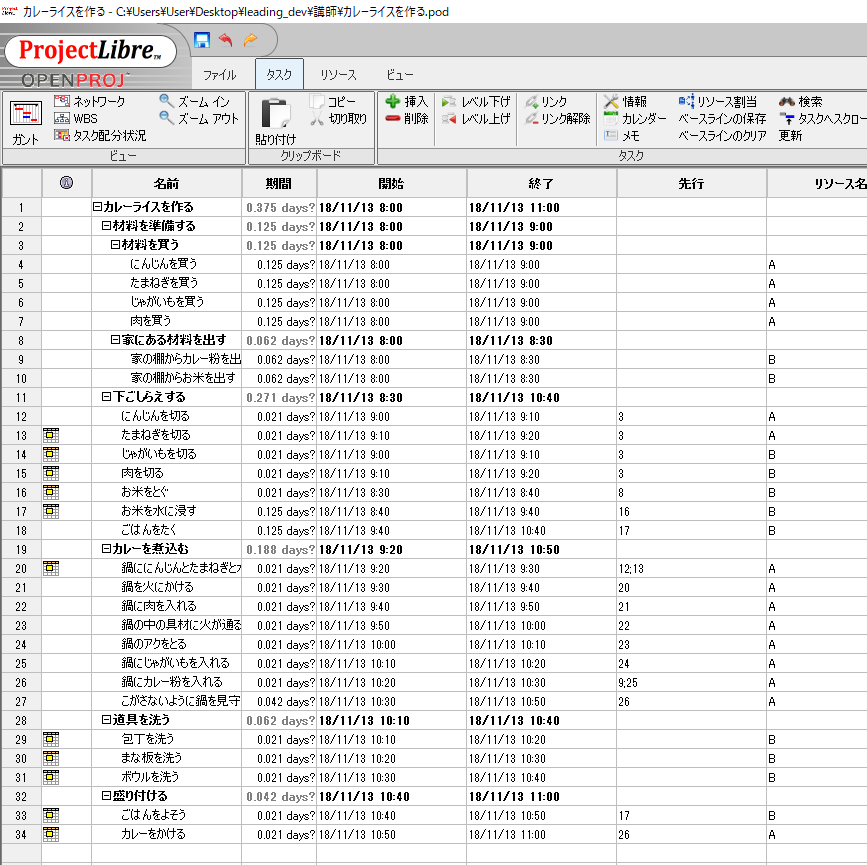 カレーライスを作る - C:¥Users¥User¥Desktop¥leading_dev¥講師¥カレーライスを作る.pod
ProjectLibre™
OPENPROJ
ファイル タスク リソース ビュー
ネットワーク ズーム イン コピー 挿入 レベル下げ リンク 情報 リソース割当 検索
WBS ズーム アウト 切り取り 削除 レベル上げ リンク解除 カレンダー ベースラインの保存 タスクへスクロー
ガント タスク配分状況 貼り付け メモ ベースラインのクリア 更新
ビュー クリップボード タスク
名前 期間 開始 終了 先行 リソース名
1 カレーライスを作る 0.375 days? 18/11/13 8:00 18/11/13 11:00
2 材料を準備する 0.125 days? 18/11/13 8:00 18/11/13 9:00
3 材料を買う 0.125 days? 18/11/13 8:00 18/11/13 9:00
4 にんじんを買う 0.125 days? 18/11/13 8:00 18/11/13 9:00 A
5 たまねぎを買う 0.125 days? 18/11/13 8:00 18/11/13 9:00 A
6 じゃがいもを買う 0.125 days? 18/11/13 8:00 18/11/13 9:00 A
7 肉を買う 0.125 days? 18/11/13 8:00 18/11/13 9:00 A
8 家にある材料を出す 0.062 days? 18/11/13 8:00 18/11/13 8:30
9 家の棚からカレー粉を出 0.062 days? 18/11/13 8:00 18/11/13 8:30 B
10 家の棚からお米を出す 0.062 days? 18/11/13 8:00 18/11/13 8:30 B
11 下ごしらえする 0.271 days? 18/11/13 8:30 18/11/13 10:40
12 にんじんを切る 0.021 days? 18/11/13 9:00 18/11/13 9:10 3 A
13 たまねぎを切る 0.021 days? 18/11/13 9:10 18/11/13 9:20 3 A
14 じゃがいもを切る 0.021 days? 18/11/13 9:00 18/11/13 9:10 3 B
15 肉を切る 0.021 days? 18/11/13 9:10 18/11/13 9:20 3 B
16 お米をとぐ 0.021 days? 18/11/13 8:30 18/11/13 8:40 8 B
17 お米を水に浸す 0.125 days? 18/11/13 8:40 18/11/13 9:40 16 B
18 ごはんをたく 0.125 days? 18/11/13 9:40 18/11/13 10:40 17 B
19 カレーを煮込む 0.188 days? 18/11/13 9:20 18/11/13 10:50
20 鍋ににんじんとたまねぎと 0.021 days? 18/11/13 9:20 18/11/13 9:30 12;13 A
21 鍋を火にかける 0.021 days? 18/11/13 9:30 18/11/13 9:40 20 A
22 鍋に肉を入れる 0.021 days? 18/11/13 9:40 18/11/13 9:50 21 A
23 鍋の中の具材に火が通る 0.021 days? 18/11/13 9:50 18/11/13 10:00 22 A
24 鍋のアクをとる 0.021 days? 18/11/13 10:00 18/11/13 10:10 23 A
25 鍋にじゃがいもを入れる 0.021 days? 18/11/13 10:10 18/11/13 10:20 24 A
26 鍋にカレー粉を入れる 0.021 days? 18/11/13 10:20 18/11/13 10:30 9;25 A
27 こがさないように鍋を見守 0.042 days? 18/11/13 10:30 18/11/13 10:50 26 A
28 道具を洗う 0.062 days? 18/11/13 10:10 18/11/13 10:40
29 包丁を洗う 0.021 days? 18/11/13 10:10 18/11/13 10:20 B
30 まな板を洗う 0.021 days? 18/11/13 10:20 18/11/13 10:30 B
31 ボウルを洗う 0.021 days? 18/11/13 10:30 18/11/13 10:40 B
32 盛り付ける 0.042 days? 18/11/13 10:40 18/11/13 11:00
33 ごはんをよそう 0.021 days? 18/11/13 10:40 18/11/13 10:50 17 B
34 カレーをかける 0.021 days? 18/11/13 10:50 18/11/13 11:00 26 A